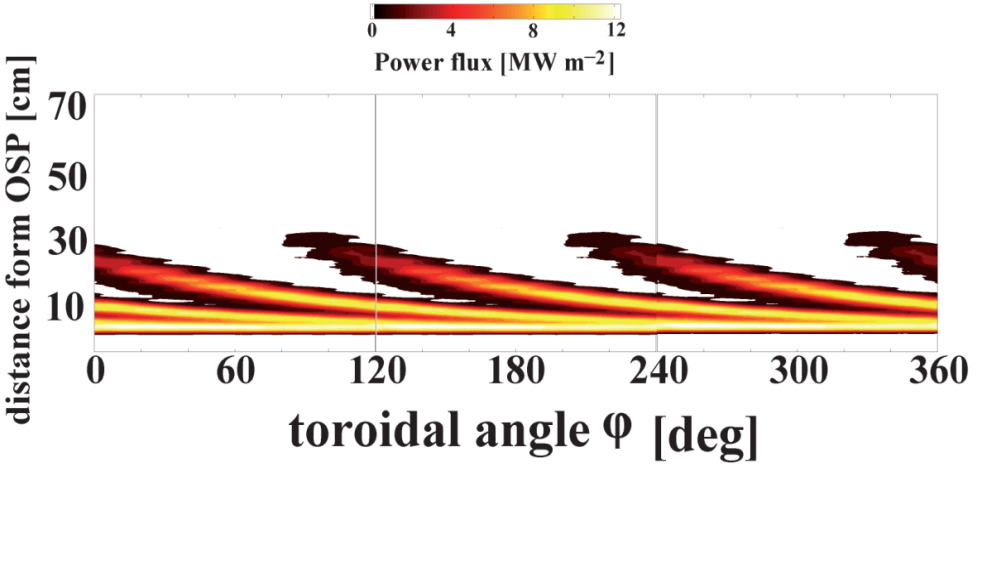 0 4 8 12
Power flux [MW m−2]
distance form OSP [cm]
70
50
30
10
0 60 120 180 240 300 360
toroidal angle φ [deg]